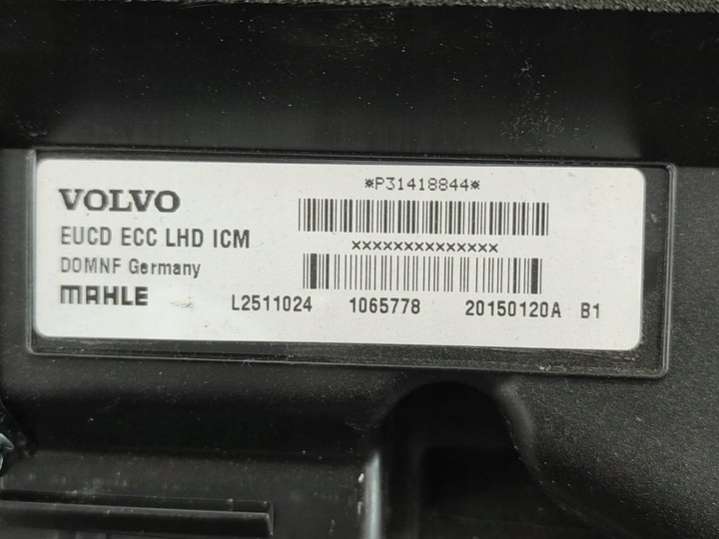 VOLVO
EUCD ECC LHD ICM
DOMNF Germany
MAHLE
*P31418844*
xxxxxxxxxxxxxx
L2511024 1065778 20150120A B1